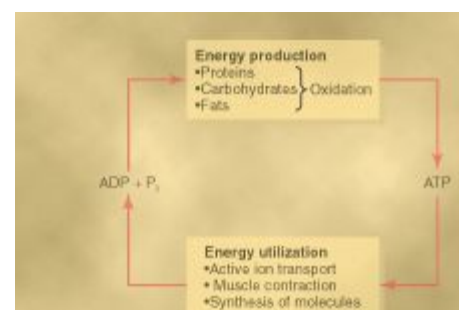 Energy production
•Proteins
•Carbohydrates } Oxidation
•Fats
ADP + Pi
ATP
Energy utilization
•Active ion transport
• Muscle contraction
•Synthesis of molecules